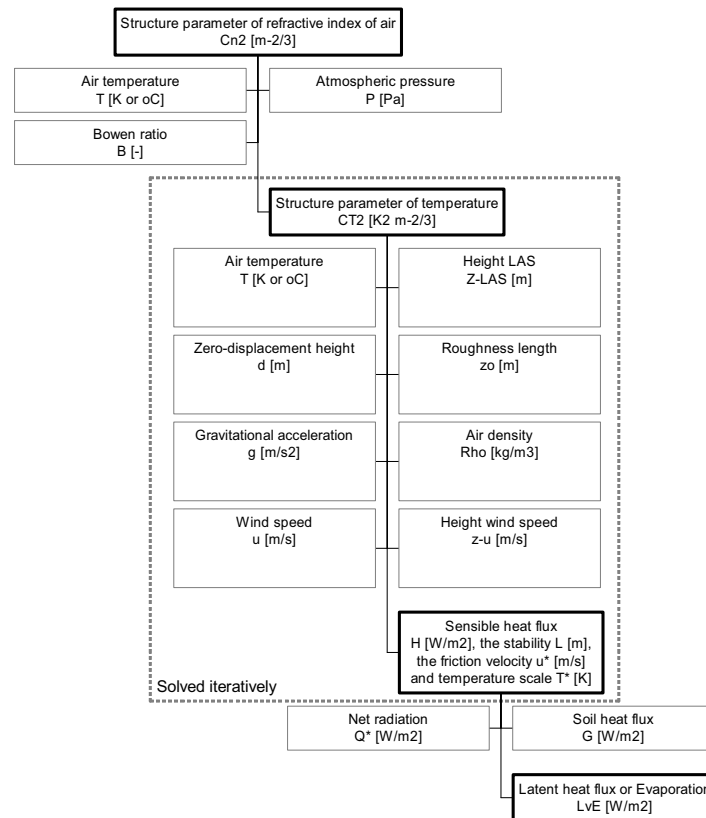 Structure parameter of refractive index of air
Cn2 [m-2/3]
Air temperature
T [K or oC]
Atmospheric pressure
P [Pa]
Bowen ratio
B [-]
Structure parameter of temperature
CT2 [K2 m-2/3]
Air temperature
T [K or oC]
Height LAS
Z-LAS [m]
Zero-displacement height
d [m]
Roughness length
zo [m]
Gravitational acceleration
g [m/s2]
Air density
Rho [kg/m3]
Wind speed
u [m/s]
Height wind speed
z-u [m/s]
Sensible heat flux
H [W/m2], the stability L [m],
the friction velocity u* [m/s]
and temperature scale T* [K]
Solved iteratively
Net radiation
Q* [W/m2]
Soil heat flux
G [W/m2]
Latent heat flux or Evaporation
LvE [W/m2]